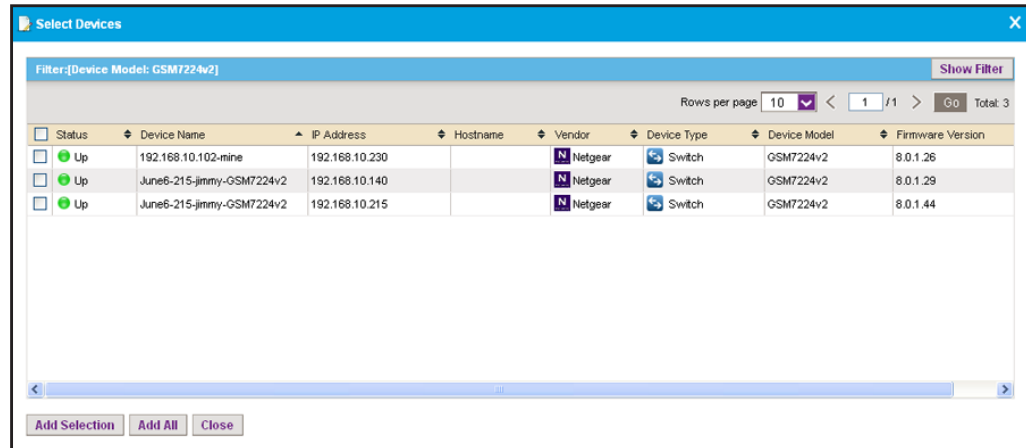 Select Devices X
Filter:[Device Model: GSM7224v2] Show Filter
Rows per page 10 < 1 /1 > Go Total: 3
Status Device Name IP Address Hostname Vendor Device Type Device Model Firmware Version
Up 192.168.10.102-mine 192.168.10.230 N Netgear Switch GSM7224v2 8.0.1.26
Up June6-215-jimmy-GSM7224v2 192.168.10.140 N Netgear Switch GSM7224v2 8.0.1.29
Up June6-215-jimmy-GSM7224v2 192.168.10.215 N Netgear Switch GSM7224v2 8.0.1.44
Add Selection Add All Close